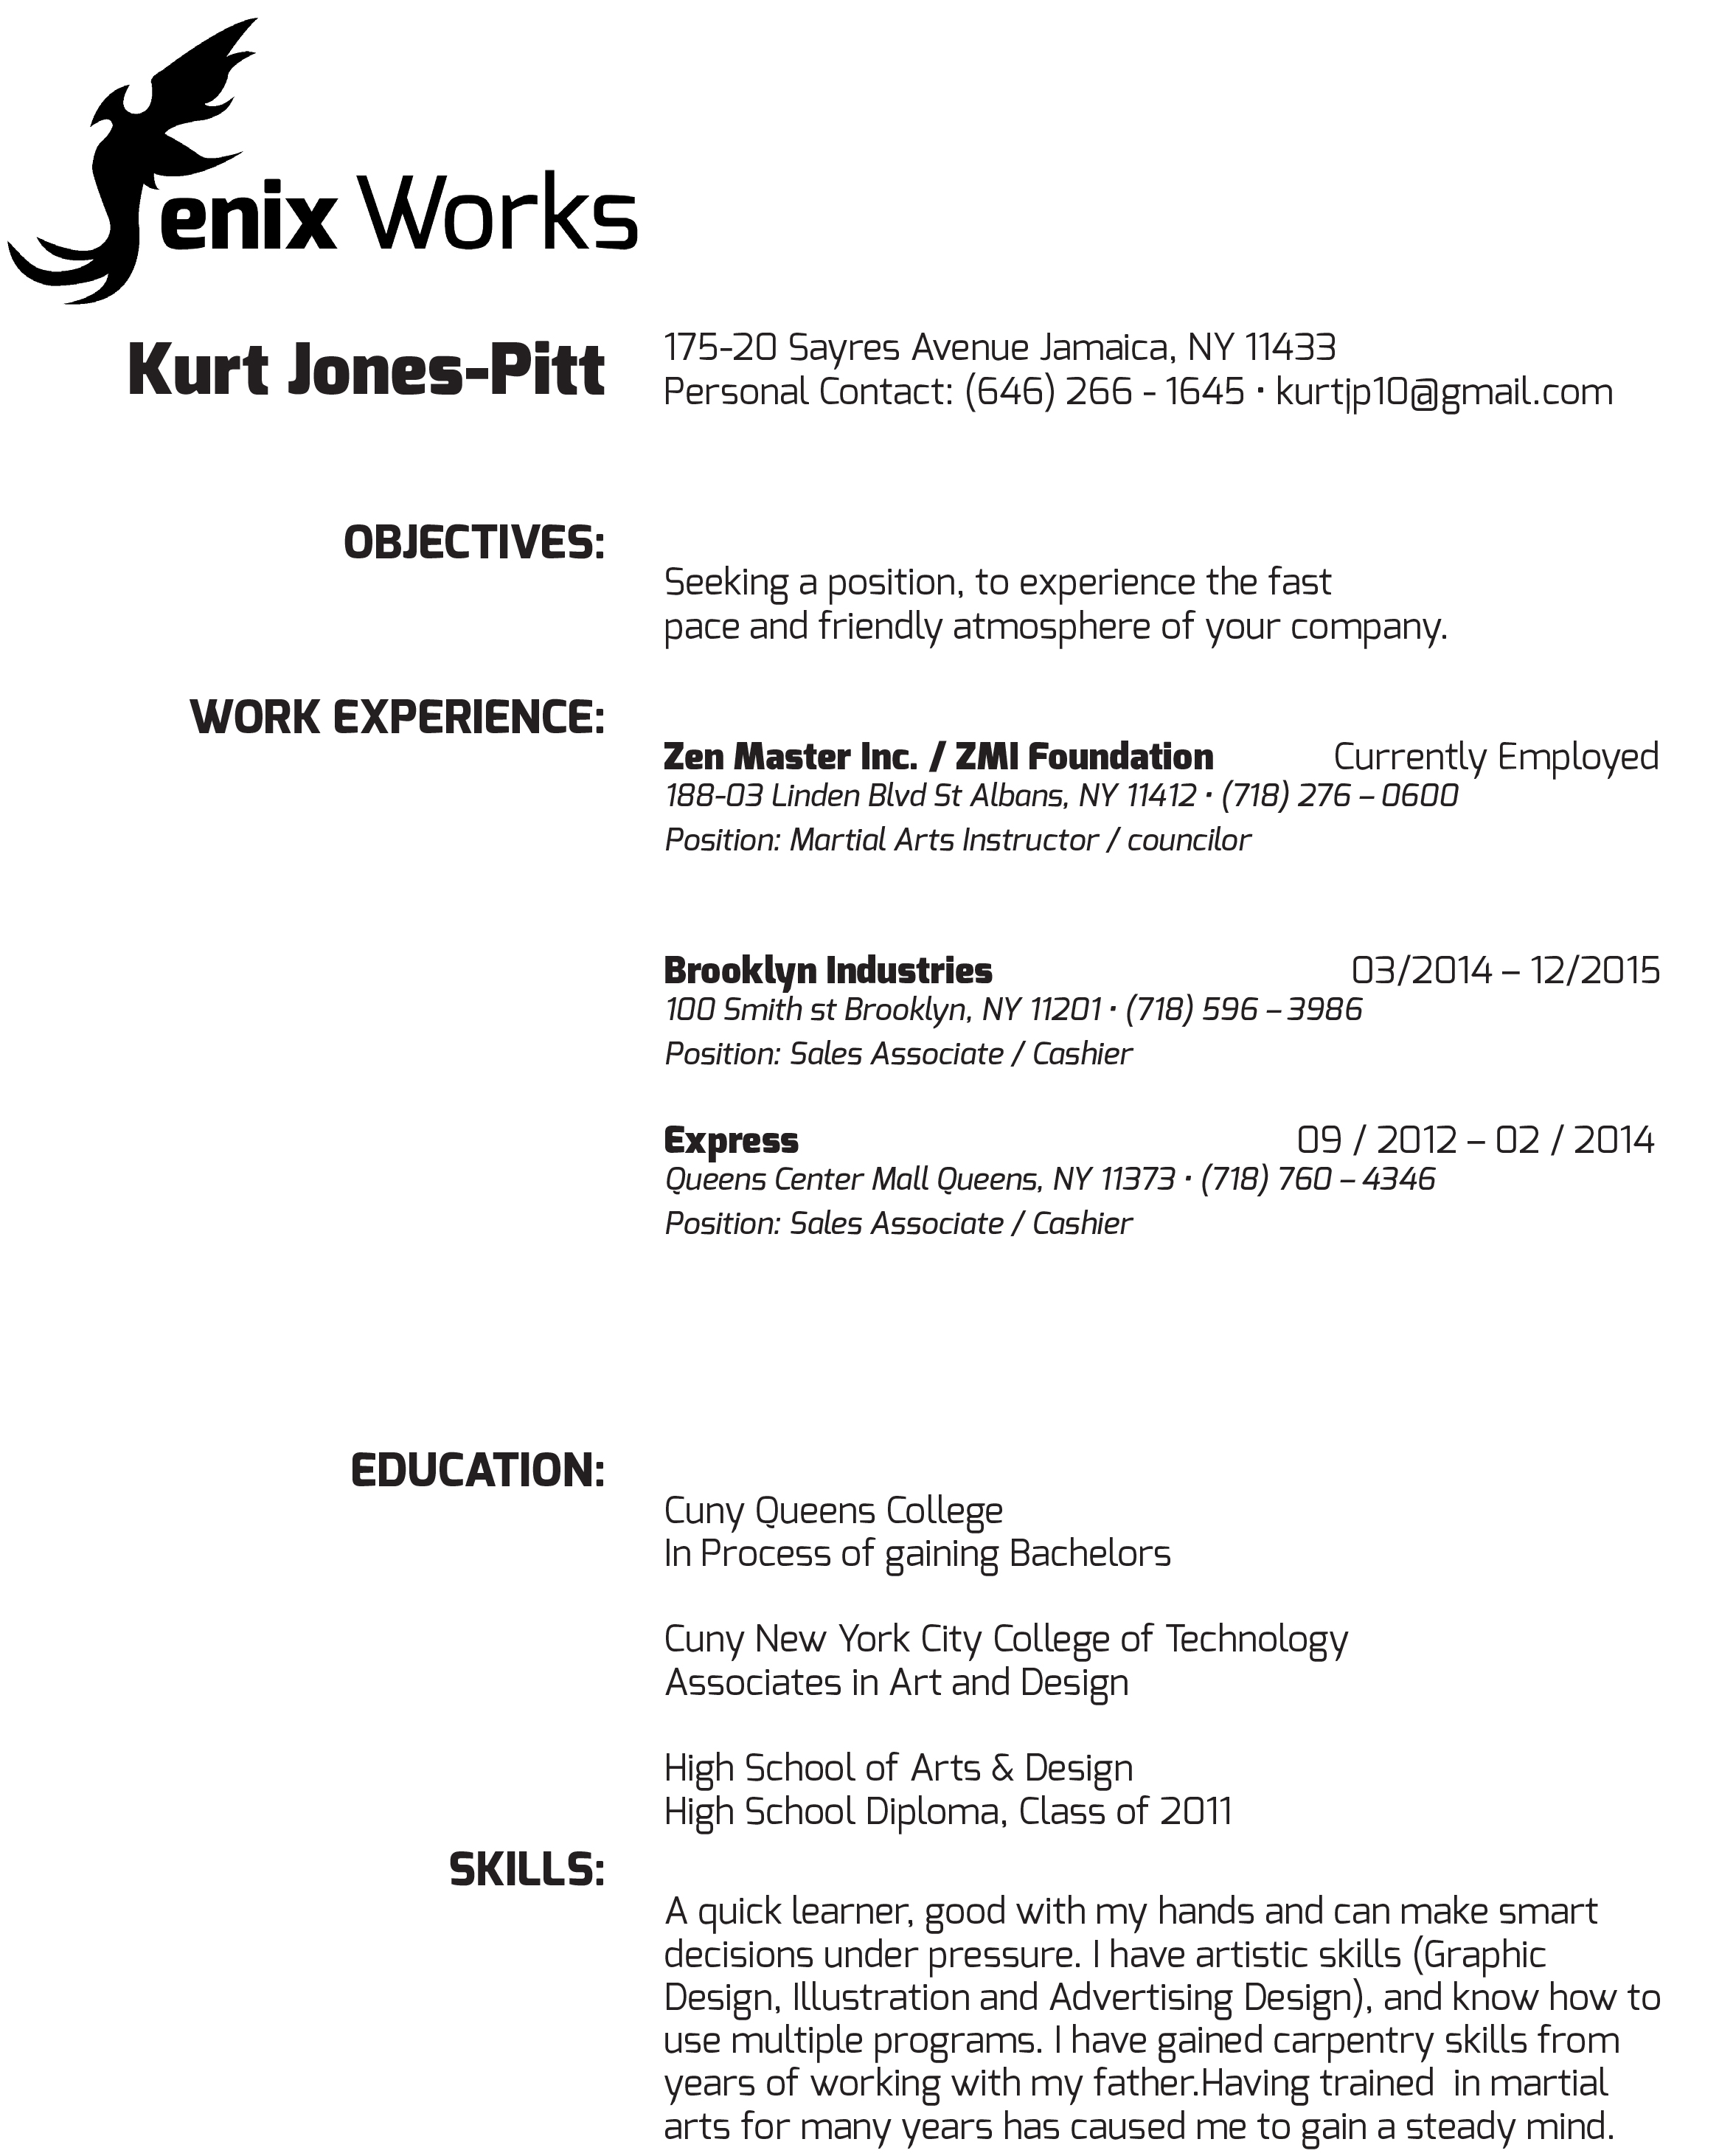 enix Works
Kurt Jones-Pitt
175-20 Sayres Avenue Jamaica, NY 11433
Personal Contact: (646) 266 - 1645 • kurtjp10@gmail.com
OBJECTIVES:
Seeking a position, to experience the fast
pace and friendly atmosphere of your company.
WORK EXPERIENCE:
Zen Master Inc. / ZMI Foundation Currently Employed
188-03 Linden Blvd St Albans, NY 11412 • (718) 276 – 0600
Position: Martial Arts Instructor / councilor
Brooklyn Industries 03/2014 – 12/2015
100 Smith st Brooklyn, NY 11201 • (718) 596 – 3986
Position: Sales Associate / Cashier
Express 09 / 2012 – 02 / 2014
Queens Center Mall Queens, NY 11373 • (718) 760 – 4346
Position: Sales Associate / Cashier
EDUCATION:
Cuny Queens College
In Process of gaining Bachelors
Cuny New York City College of Technology
Associates in Art and Design
High School of Arts & Design
High School Diploma, Class of 2011
SKILLS:
A quick learner, good with my hands and can make smart
decisions under pressure. I have artistic skills (Graphic
Design, Illustration and Advertising Design), and know how to
use multiple programs. I have gained carpentry skills from
years of working with my father.Having trained  in martial
arts for many years has caused me to gain a steady mind.